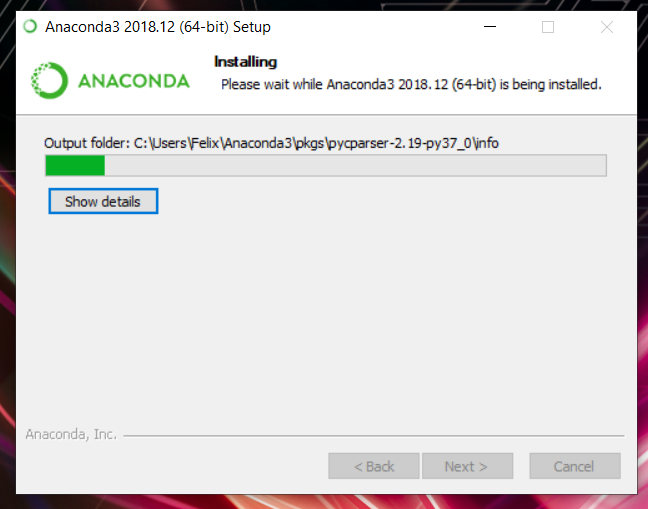 Anaconda3 2018.12 (64-bit) Setup
ANACONDA
Installing
Please wait while Anaconda3 2018.12 (64-bit) is being installed.
Output folder: C:\Users\Felix\Anaconda3\pkgs\pycparser-2.19-py37_0\info
Show details
Anaconda, Inc.
< Back
Next >
Cancel